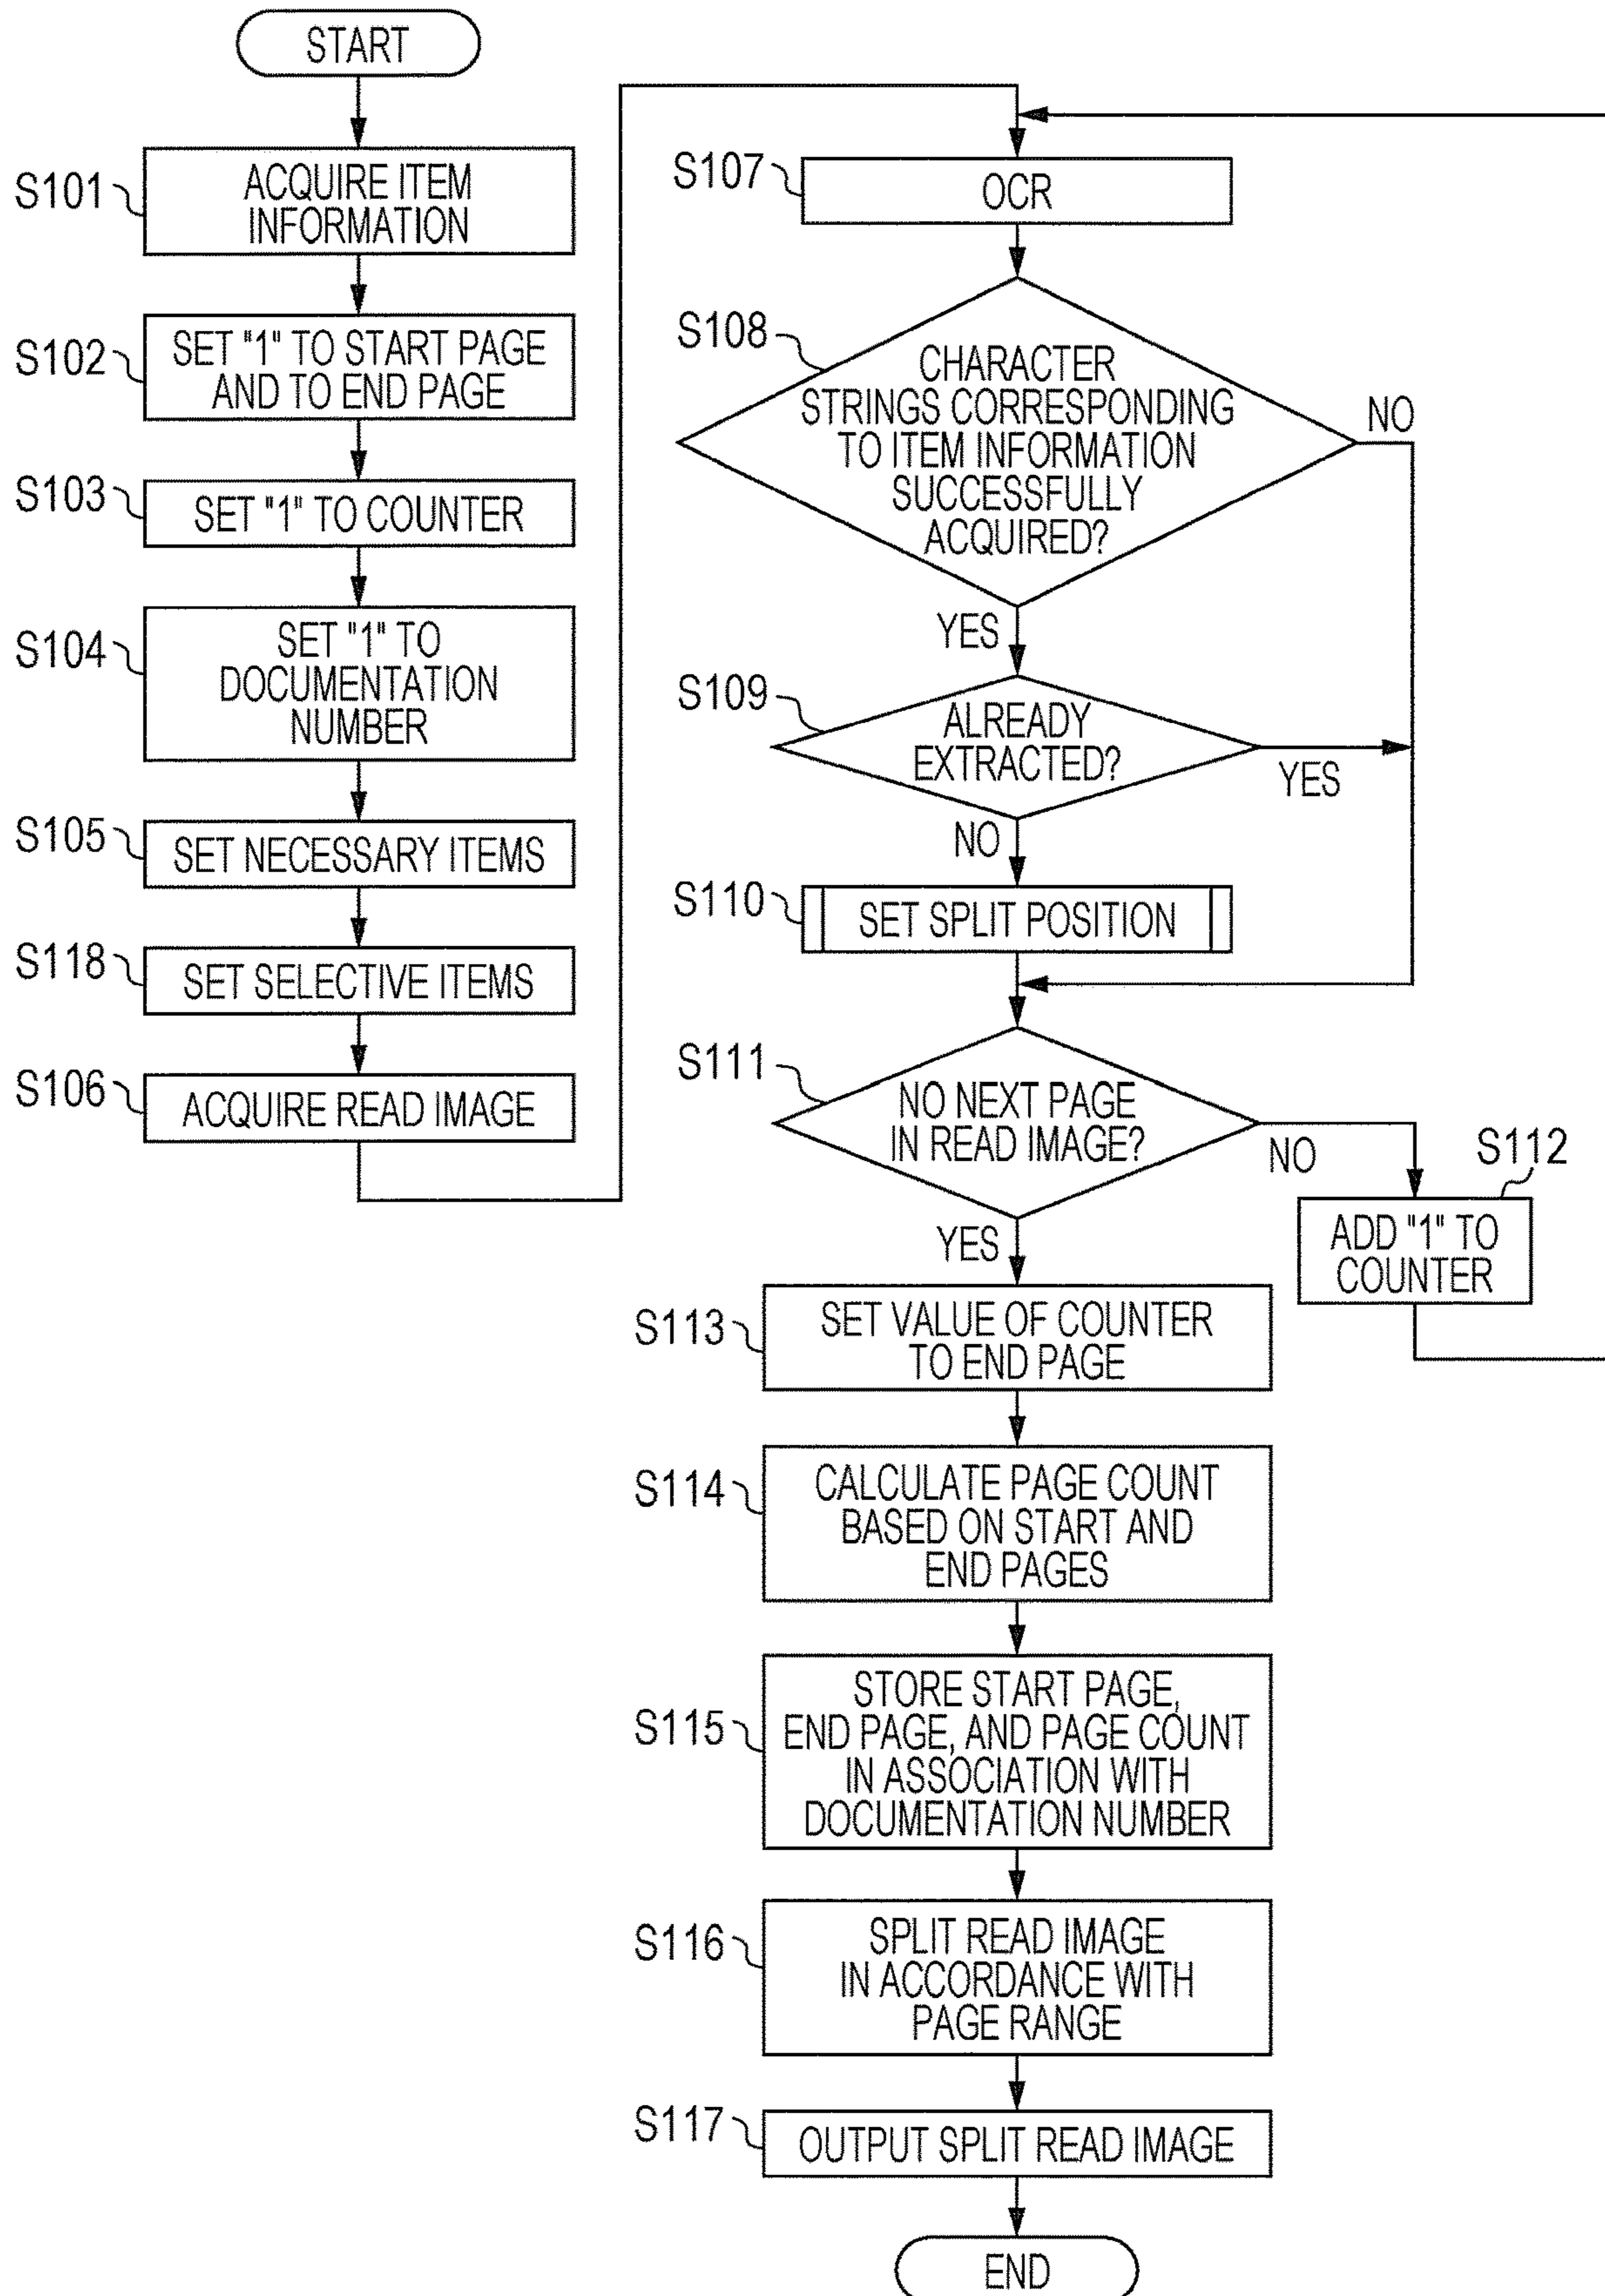 START
S101
ACQUIRE ITEM
INFORMATION
S102
SET "1" TO START PAGE
AND TO END PAGE
S103
SET "1" TO COUNTER
S104
SET "1" TO
DOCUMENTATION
NUMBER
S105
SET NECESSARY ITEMS
S118
SET SELECTIVE ITEMS
S106
ACQUIRE READ IMAGE
S107
OCR
S108
CHARACTER
STRINGS CORRESPONDING
TO ITEM INFORMATION
SUCCESSFULLY
ACQUIRED?
NO
YES
S109
ALREADY
EXTRACTED?
YES
NO
S110
SET SPLIT POSITION
S111
NO NEXT PAGE
IN READ IMAGE?
NO
S112
ADD "1" TO
COUNTER
YES
S113
SET VALUE OF COUNTER
TO END PAGE
S114
CALCULATE PAGE COUNT
BASED ON START AND
END PAGES
S115
STORE START PAGE,
END PAGE, AND PAGE COUNT
IN ASSOCIATION WITH
DOCUMENTATION NUMBER
S116
SPLIT READ IMAGE
IN ACCORDANCE WITH
PAGE RANGE
S117
OUTPUT SPLIT READ IMAGE
END